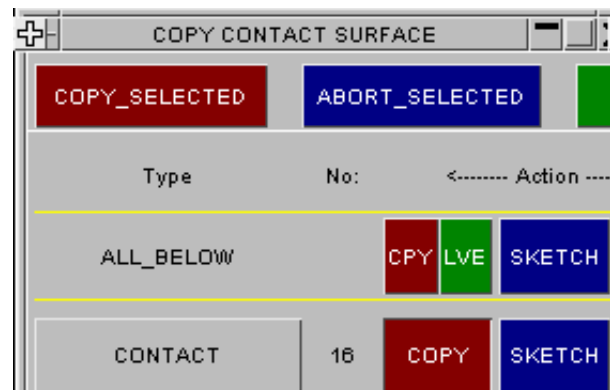 COPY CONTACT SURFACE
COPY_SELECTED ABORT_SELECTED
Type No: <-------- Action ----
ALL_BELOW CPY LVE SKETCH
CONTACT 16 COPY SKETCH